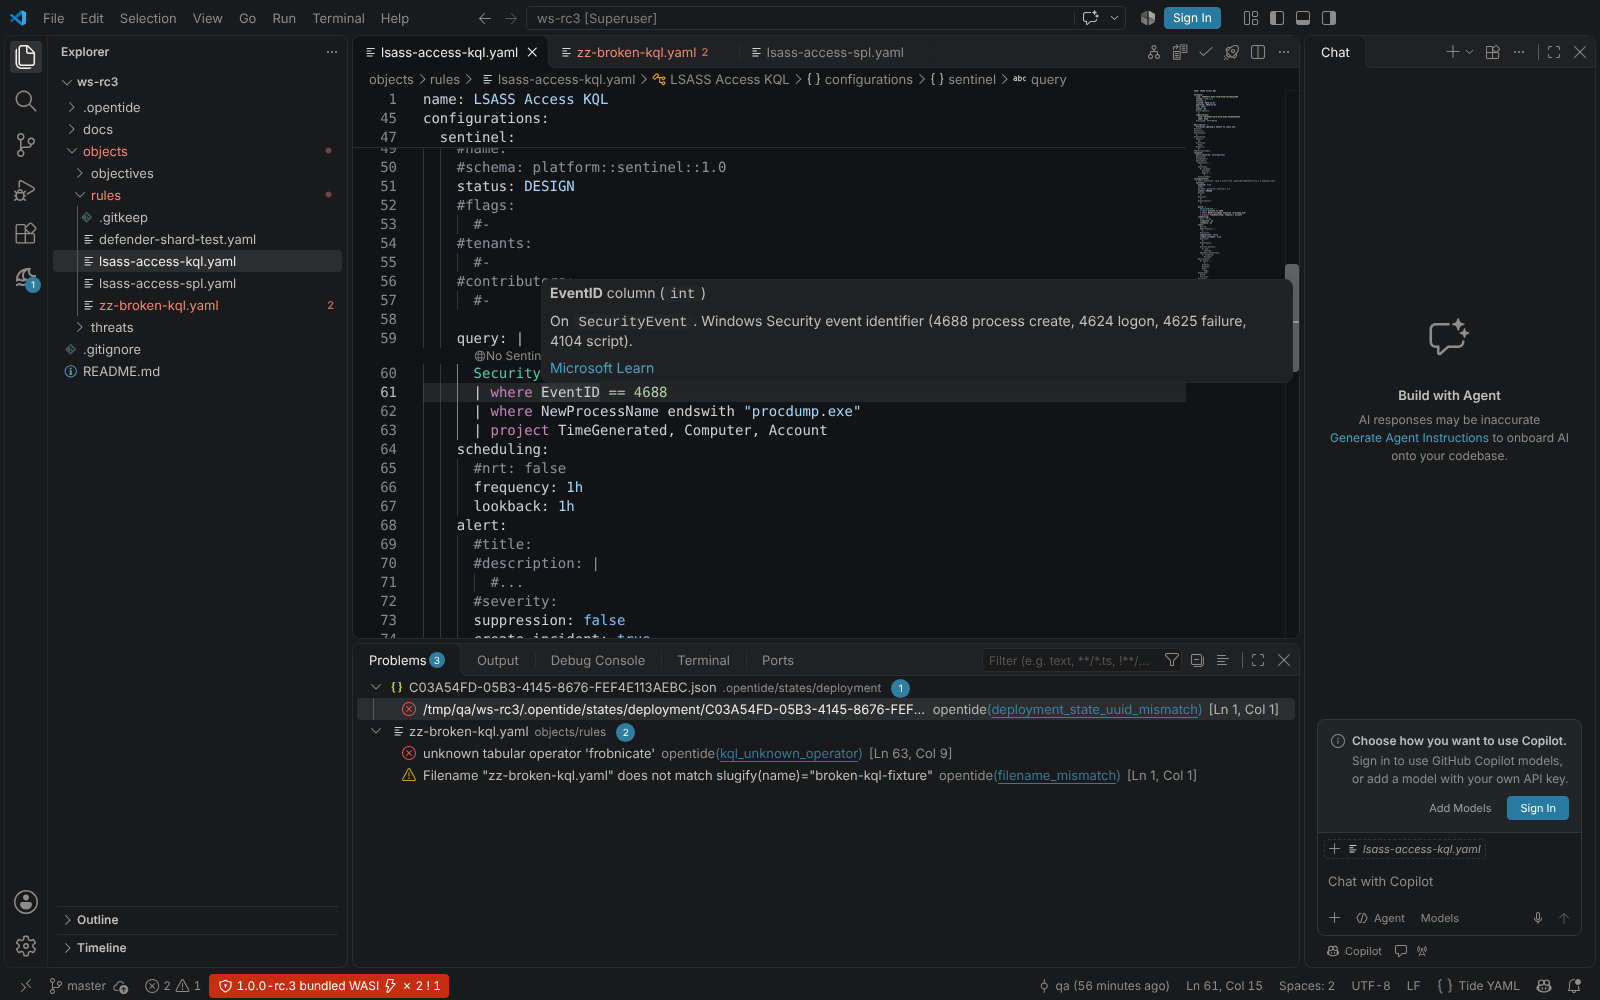 File Edit Selection View Go Run Terminal Help
ws-rc3 [Superuser]
Sign In
Explorer
ws-rc3
.opentide
docs
objects
objectives
rules
.gitkeep
defender-shard-test.yaml
lsass-access-kql.yaml
lsass-access-spl.yaml
zz-broken-kql.yaml 2
threats
.gitignore
README.md
1
Outline
Timeline
lsass-access-kql.yaml
zz-broken-kql.yaml 2
lsass-access-spl.yaml
objects > rules > lsass-access-kql.yaml > LSASS Access KQL > { } configurations > { } sentinel > abc query
1 name: LSASS Access KQL
45 configurations:
47 sentinel:
49 #name:
50 #schema: platform::sentinel::1.0
51 status: DESIGN
52 #flags:
53 #-
54 #tenants:
55 #-
56 #contributors:
57 #-
58
59 query: |
No Sentin
60 Security
61 | where EventID == 4688
62 | where NewProcessName endswith "procdump.exe"
63 | project TimeGenerated, Computer, Account
64 scheduling:
65 #nrt: false
66 frequency: 1h
67 lookback: 1h
68 alert:
69 #title:
70 #description: |
71 #...
72 #severity:
73 suppression: false
74 create_incident: true
EventID column ( int )
On SecurityEvent . Windows Security event identifier (4688 process create, 4624 logon, 4625 failure,
4104 script).
Microsoft Learn
Problems 3 Output Debug Console Terminal Ports
Filter (e.g. text, **/*.ts, !**/...
{} C03A54FD-05B3-4145-8676-FEF4E113AEBC.json .opentide/states/deployment 1
/tmp/qa/ws-rc3/.opentide/states/deployment/C03A54FD-05B3-4145-8676-FEF... opentide(deployment_state_uuid_mismatch) [Ln 1, Col 1]
zz-broken-kql.yaml objects/rules 2
unknown tabular operator 'frobnicate' opentide(kql_unknown_operator) [Ln 63, Col 9]
Filename "zz-broken-kql.yaml" does not match slugify(name)="broken-kql-fixture" opentide(filename_mismatch) [Ln 1, Col 1]
Chat
Build with Agent
AI responses may be inaccurate
Generate Agent Instructions to onboard AI
onto your codebase.
Choose how you want to use Copilot.
Sign in to use GitHub Copilot models,
or add a model with your own API key.
Add Models Sign In
lsass-access-kql.yaml
Chat with Copilot
Agent Models
Copilot
master 2 1 1.0.0-rc.3 bundled WASI × 2 ! 1
qa (56 minutes ago) Ln 61, Col 15 Spaces: 2 UTF-8 LF { } Tide YAML